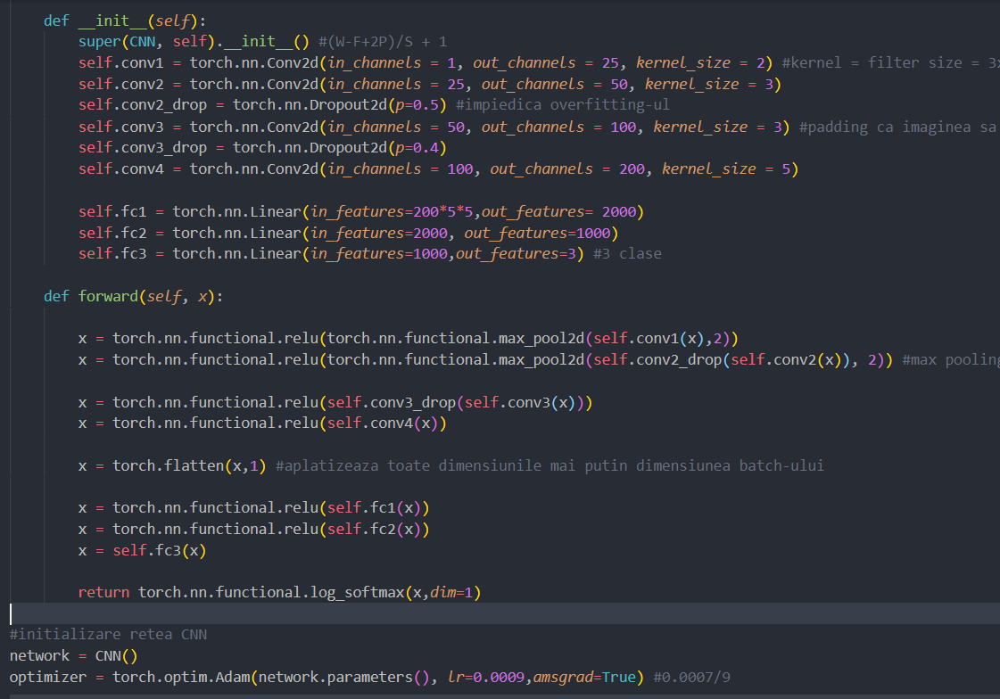 def __init__(self):
super(CNN, self).__init__() #(W-F+2P)/S + 1
self.conv1 = torch.nn.Conv2d(in_channels = 1, out_channels = 25, kernel_size = 2) #kernel = filter size = 3x
self.conv2 = torch.nn.Conv2d(in_channels = 25, out_channels = 50, kernel_size = 3)
self.conv2_drop = torch.nn.Dropout2d(p=0.5) #impiedica overfitting-ul
self.conv3 = torch.nn.Conv2d(in_channels = 50, out_channels = 100, kernel_size = 3) #padding ca imaginea sa
self.conv3_drop = torch.nn.Dropout2d(p=0.4)
self.conv4 = torch.nn.Conv2d(in_channels = 100, out_channels = 200, kernel_size = 5)
self.fc1 = torch.nn.Linear(in_features=200*5*5,out_features= 2000)
self.fc2 = torch.nn.Linear(in_features=2000, out_features=1000)
self.fc3 = torch.nn.Linear(in_features=1000,out_features=3) #3 clase
def forward(self, x):
x = torch.nn.functional.relu(torch.nn.functional.max_pool2d(self.conv1(x),2))
x = torch.nn.functional.relu(torch.nn.functional.max_pool2d(self.conv2_drop(self.conv2(x)), 2)) #max pooling
x = torch.nn.functional.relu(self.conv3_drop(self.conv3(x)))
x = torch.nn.functional.relu(self.conv4(x))
x = torch.flatten(x,1) #aplatizeaza toate dimensiunile mai putin dimensiunea batch-ului
x = torch.nn.functional.relu(self.fc1(x))
x = torch.nn.functional.relu(self.fc2(x))
x = self.fc3(x)
return torch.nn.functional.log_softmax(x,dim=1)
#initializare retea CNN
network = CNN()
optimizer = torch.optim.Adam(network.parameters(), lr=0.0009,amsgrad=True) #0.0007/9